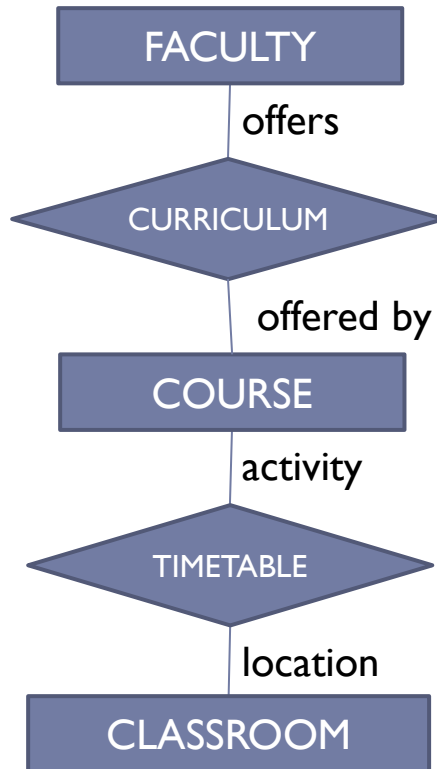 FACULTY
offers
CURRICULUM
offered by
COURSE
activity
TIMETABLE
location
CLASSROOM